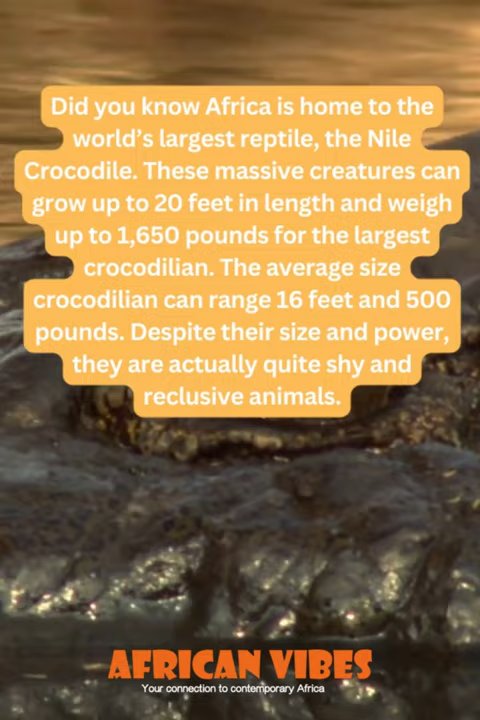 Did you know Africa is home to the
world’s largest reptile, the Nile
Crocodile. These massive creatures can
grow up to 20 feet in length and weigh
up to 1,650 pounds for the largest
crocodilian. The average size
crocodilian can range 16 feet and 500
pounds. Despite their size and power,
they are actually quite shy and
reclusive animals.
AFRICAN VIBES
Your connection to contemporary Africa